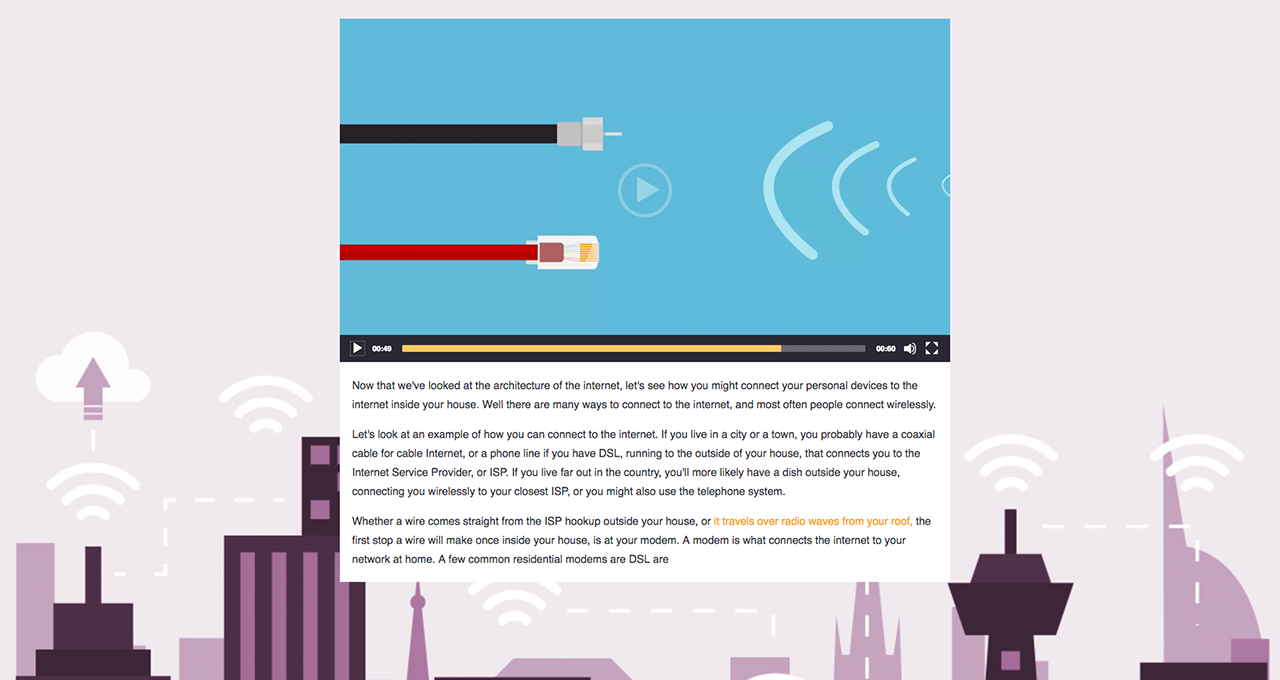 00:49
00:60
Now that we've looked at the architecture of the internet, let's see how you might connect your personal devices to the
internet inside your house. Well there are many ways to connect to the internet, and most often people connect wirelessly.
Let's look at an example of how you can connect to the internet. If you live in a city or a town, you probably have a coaxial
cable for cable Internet, or a phone line if you have DSL, running to the outside of your house, that connects you to the
Internet Service Provider, or ISP. If you live far out in the country, you'll more likely have a dish outside your house,
connecting you wirelessly to your closest ISP, or you might also use the telephone system.
Whether a wire comes straight from the ISP hookup outside your house, or it travels over radio waves from your roof, the
first stop a wire will make once inside your house, is at your modem. A modem is what connects the internet to your
network at home. A few common residential modems are DSL are